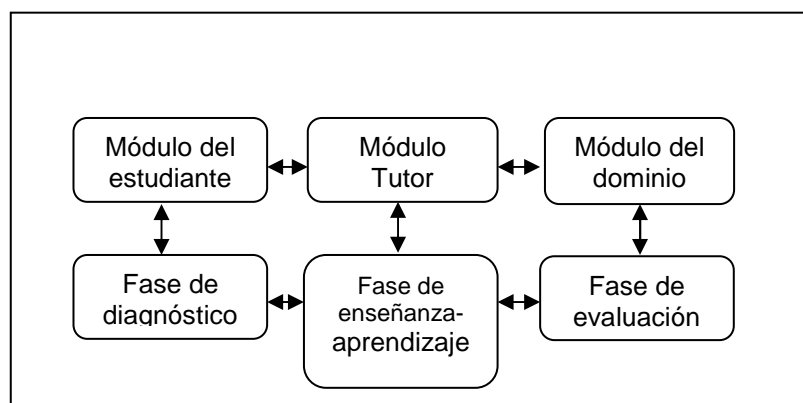 Módulo del
estudiante
Módulo
Tutor
Módulo del
dominio
Fase de
diagnóstico
Fase de
enseñanza-
aprendizaje
Fase de
evaluación